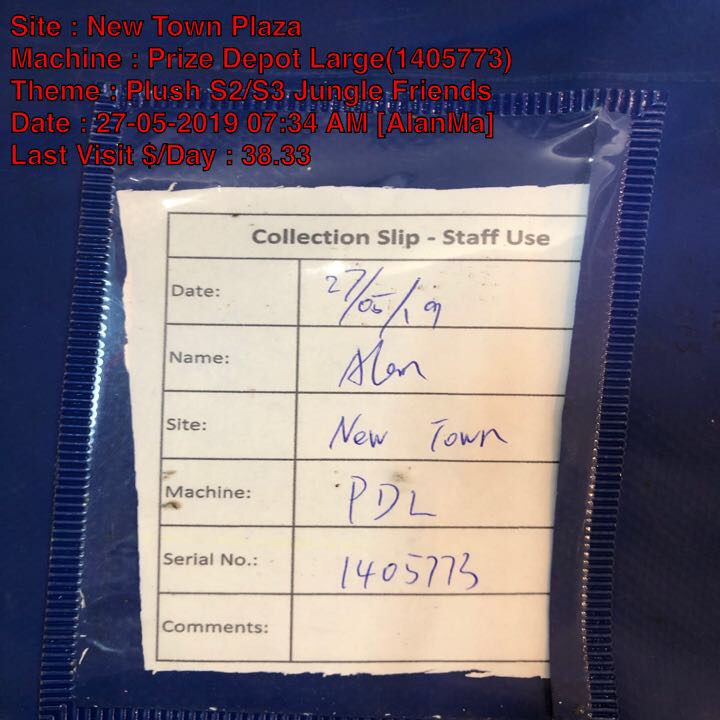 Site : New Town Plaza
Machine : Prize Depot Large(1405773)
Theme : Plush S2/S3 Jungle Friends
Date : 27-05-2019 07:34 AM [AlanMa]
Last Visit $/Day : 38.33
Collection Slip - Staff Use
Date: 27/05/19
Name: Alan
Site: New Town
Machine: PDL
Serial No.: 1405773
Comments: